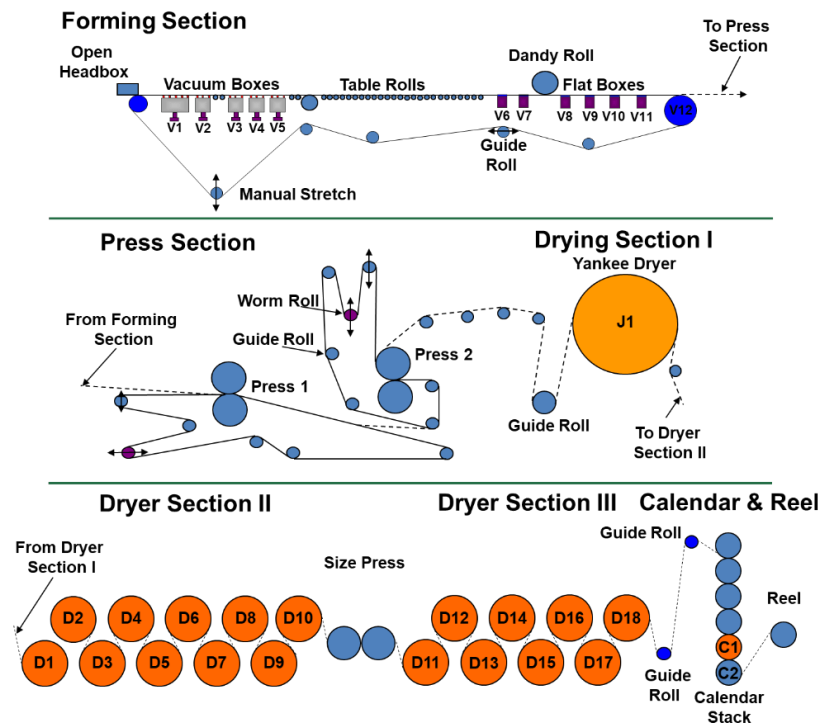 Forming Section
Open
Headbox
Vacuum Boxes
Table Rolls
Dandy Roll
Flat Boxes
To Press
Section
V1
V2
V3
V4
V5
V6
V7
V8
V9
V10
V11
V12
Guide
Roll
Manual Stretch
Press Section
Drying Section I
Yankee Dryer
J1
Worm Roll
From Forming
Section
Guide Roll
Press 1
Press 2
Guide Roll
To Dryer
Section II
Dryer Section II
Dryer Section III
Calendar & Reel
From Dryer
Section I
Size Press
Guide Roll
Reel
D2
D4
D6
D8
D10
D12
D14
D16
D18
D1
D3
D5
D7
D9
D11
D13
D15
D17
C1
C2
Guide
Roll
Calendar
Stack